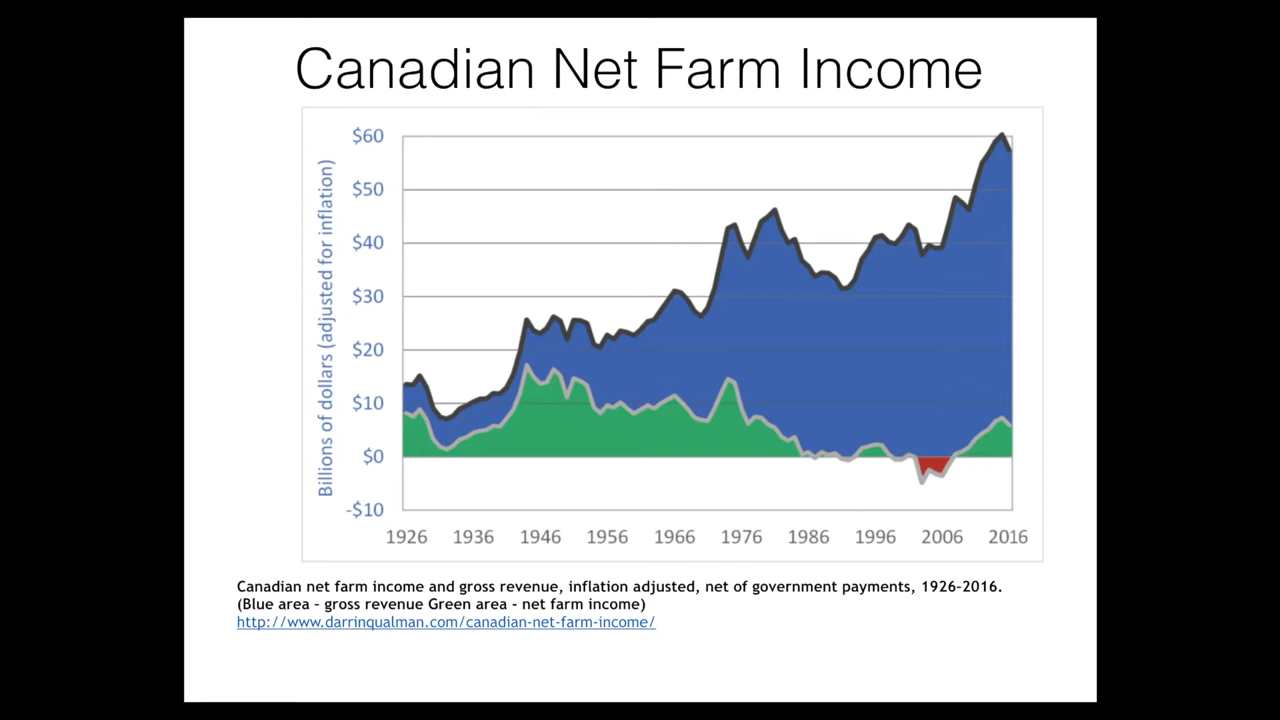 Canadian Net Farm Income
Billions of dollars (adjusted for inflation)
$60
$50
$40
$30
$20
$10
$0
-$10
1926 1936 1946 1956 1966 1976 1986 1996 2006 2016
Canadian net farm income and gross revenue, inflation adjusted, net of government payments, 1926–2016.
(Blue area – gross revenue Green area - net farm income)
http://www.darrinqualman.com/canadian-net-farm-income/